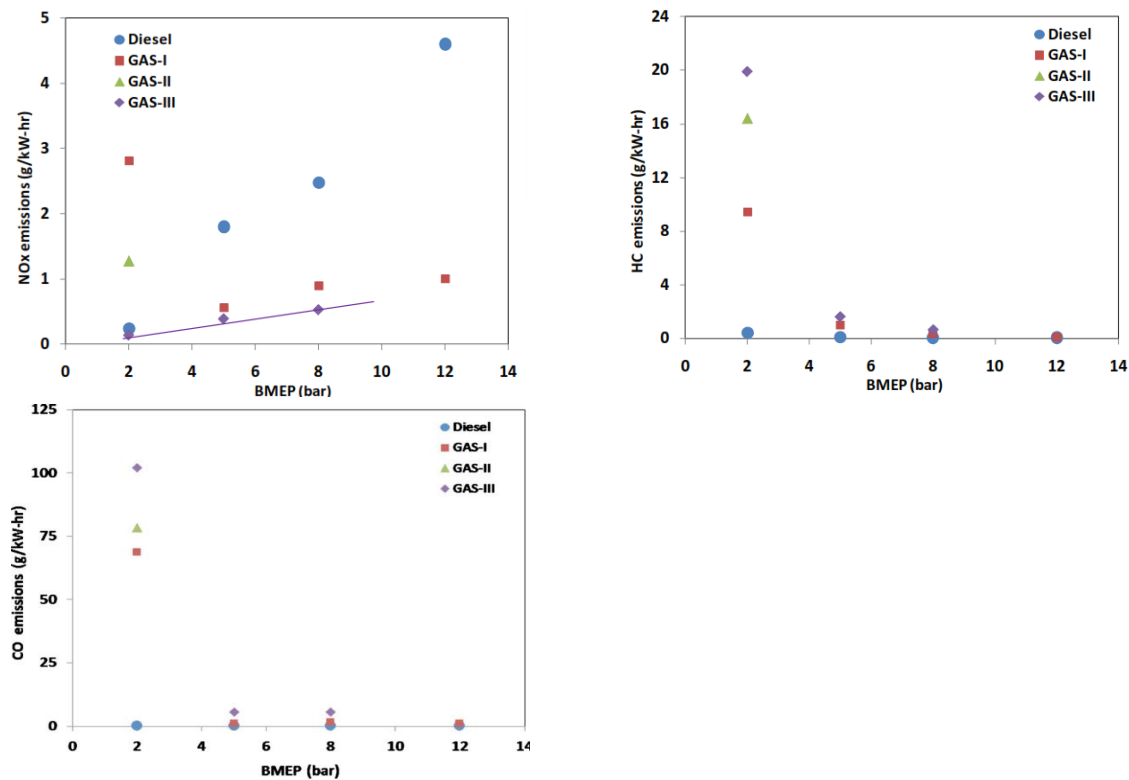 5
4
3
2
1
0
NOx emissions (g/kW-hr)
Diesel
GAS-I
GAS-II
GAS-III
0 2 4 6 8 10 12 14
BMEP (bar)
24
20
16
12
8
4
0
HC emissions (g/kW-hr)
Diesel
GAS-I
GAS-II
GAS-III
0 2 4 6 8 10 12 14
BMEP (bar)
125
100
75
50
25
0
CO emissions (g/kW-hr)
Diesel
GAS-I
GAS-II
GAS-III
0 2 4 6 8 10 12 14
BMEP (bar)